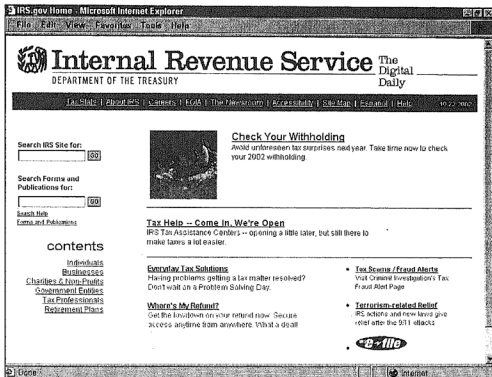 IRS.gov Home - Microsoft Internet Explorer
File Edit View Favorites Tools Help
Internal Revenue Service
DEPARTMENT OF THE TREASURY
The
Digital
Daily
Tax Stats | About IRS | Careers | FOIA | The Newsroom | Accessibility | Site Map | Español | Help 10.22.2002
Search IRS Site for:
GO
Search Forms and
Publications for:
GO
Search Help
Forms and Publications
contents
Individuals
Businesses
Charities & Non-Profits
Government Entities
Tax Professionals
Retirement Plans
Check Your Withholding
Avoid unforeseen tax surprises next year. Take time now to check
your 2002 withholding.
Tax Help -- Come In, We're Open
IRS Tax Assistance Centers -- opening a little later, but still there to
make taxes a lot easier.
Everyday Tax Solutions
Having problems getting a tax matter resolved?
Don't wait an a Problem Solving Day.
Where's My Refund?
Get the lowdown on your refund now. Secure
access anytime from anywhere. What a deal!
Tax Scams / Fraud Alerts
Visit Criminal Investigation's Tax
Fraud Alert Page
Terrorism-related Relief
IRS actions and new laws give
relief after the 9/11 attacks
e-file
Done
Internet